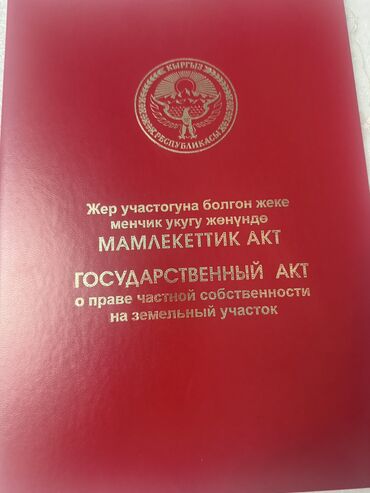 КЫРГЫЗ
РЕСПУБЛИКАСЫ
Жер участогуна болгон жеке
менчик укугу жөнүндө
МАМЛЕКЕТТИК АКТ
ГОСУДАРСТВЕННЫЙ АКТ
о праве частной собственности
на земельный участок